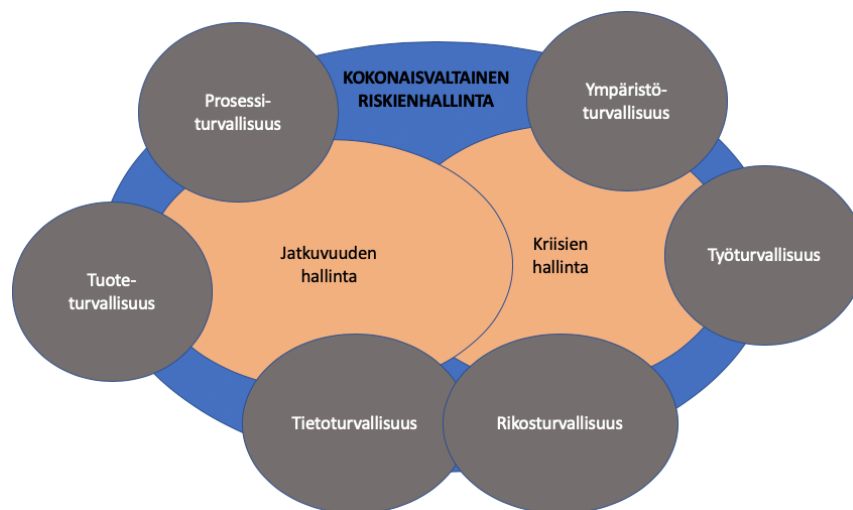 KOKONAISVALTAINEN
RISKIENHALLINTA
Prosessi-
turvallisuus
Ympäristö-
turvallisuus
Jatkuvuuden
hallinta
Kriisien
hallinta
Työturvallisuus
Tuote-
turvallisuus
Tietoturvallisuus
Rikosturvallisuus